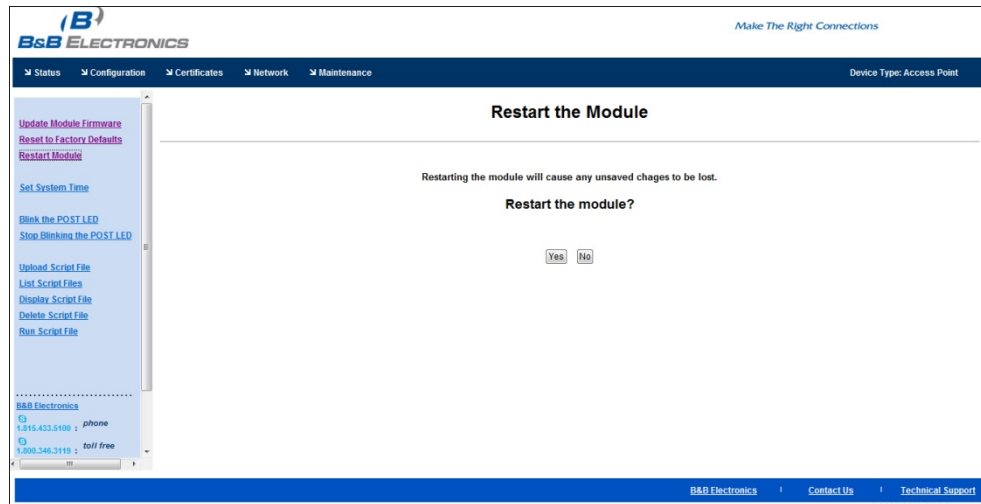 B
B&B ELECTRONICS
Make The Right Connections
Status Configuration Certificates Network Maintenance Device Type: Access Point
Restart the Module
Restarting the module will cause any unsaved chages to be lost.
Restart the module?
Yes No
Update Module Firmware
Reset to Factory Defaults
Restart Module
Set System Time
Blink the POST LED
Stop Blinking the POST LED
Upload Script File
List Script Files
Display Script File
Delete Script File
Run Script File
B&B Electronics
1.815.433.5100 : phone
1.800.346.3119 : toll free
B&B Electronics | Contact Us | Technical Support